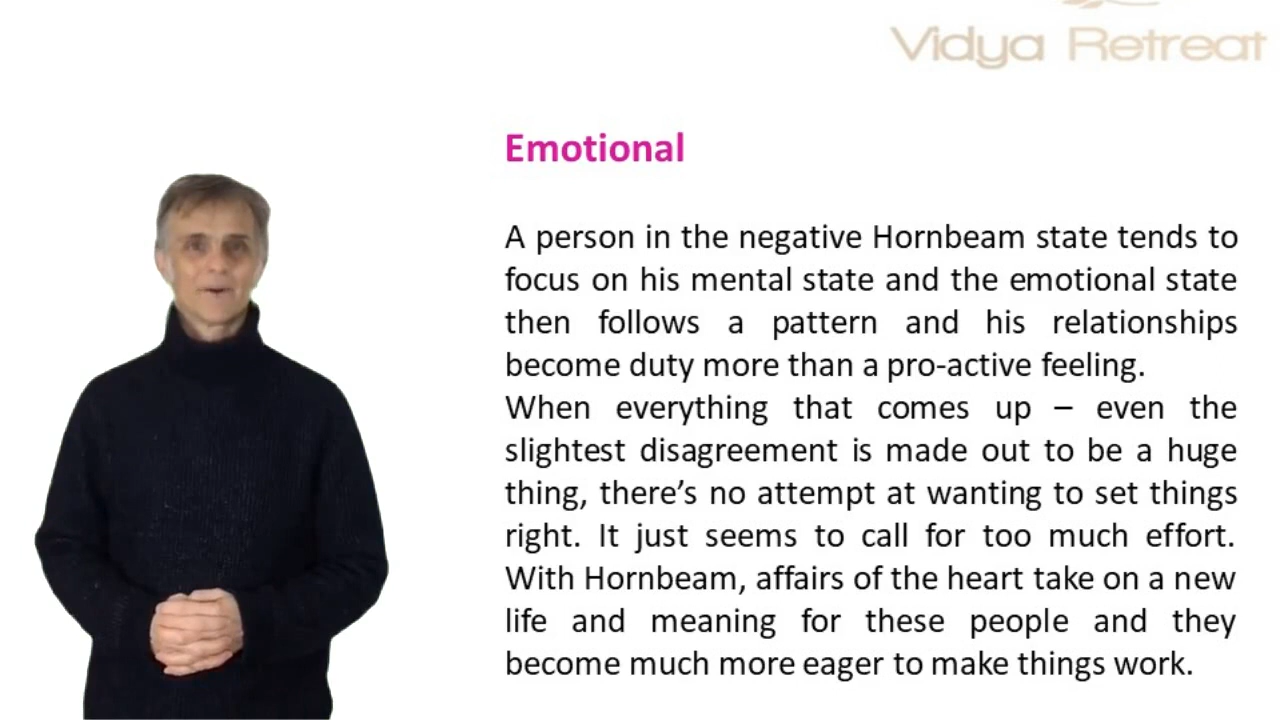 Vidya Retreat
Emotional
A person in the negative Hornbeam state tends to
focus on his mental state and the emotional state
then follows a pattern and his relationships
become duty more than a pro-active feeling.
When everything that comes up – even the
slightest disagreement is made out to be a huge
thing, there’s no attempt at wanting to set things
right. It just seems to call for too much effort.
With Hornbeam, affairs of the heart take on a new
life and meaning for these people and they
become much more eager to make things work.